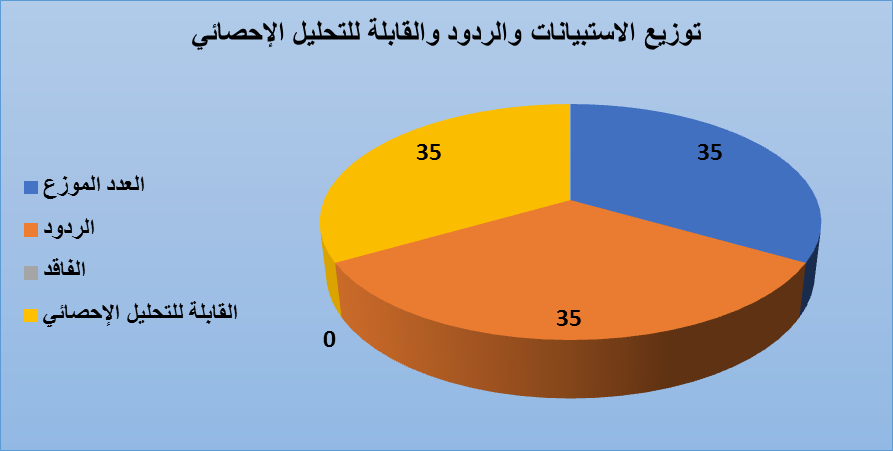 توزيع الاستبيانات والردود والقابلة للتحليل الإحصائي
35
35
العدد الموزع
الردود
الفاقد
القابلة للتحليل الإحصائي
35
0